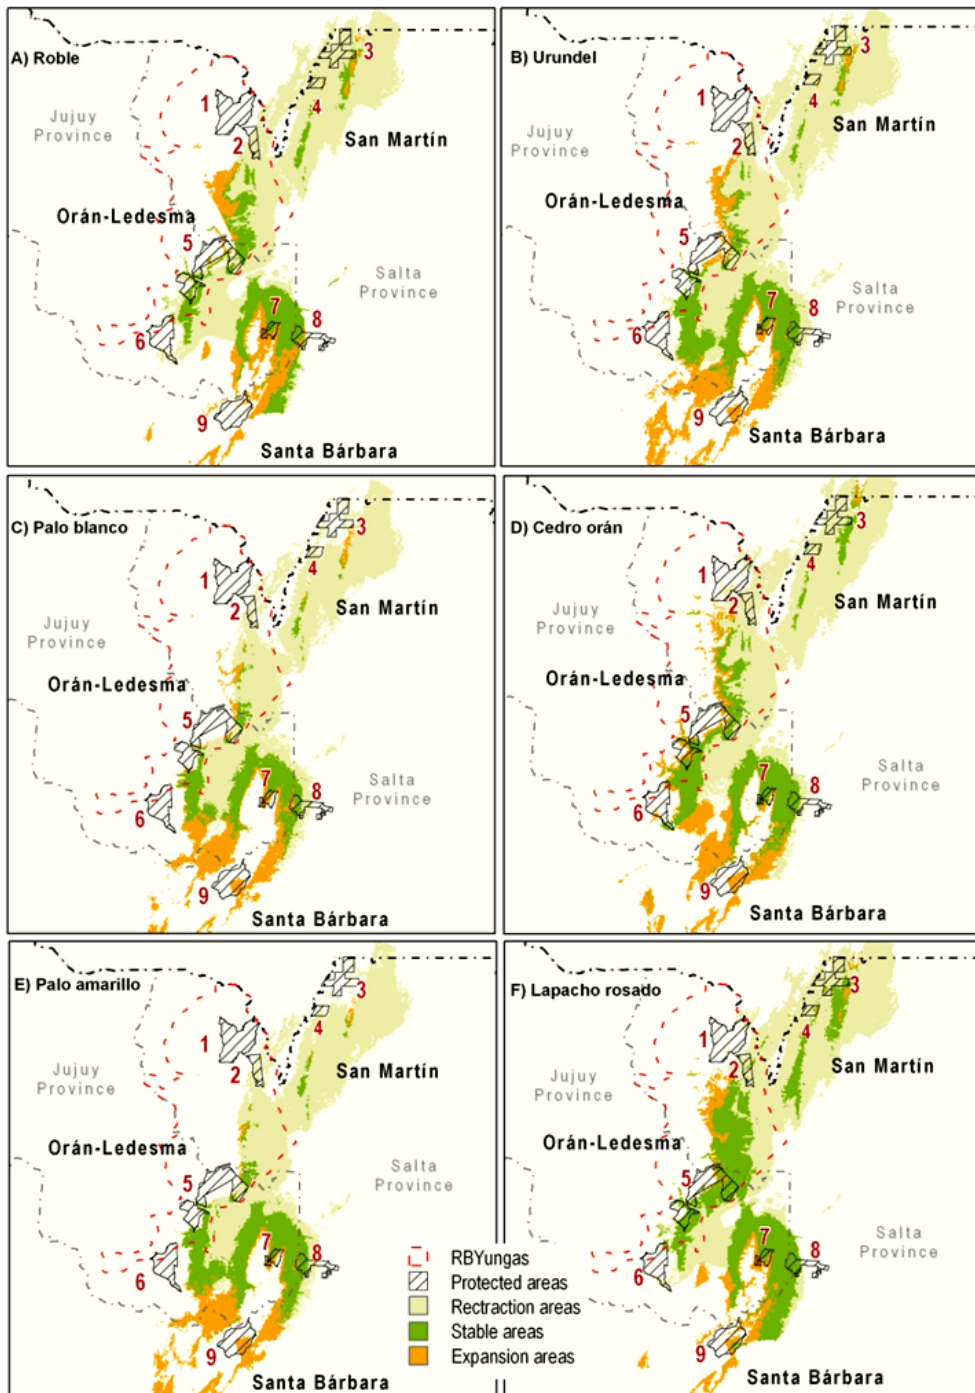 A) Roble
3
1
4
Jujuy
Province
San Martín
2
Orán-Ledesma
5
Salta
Province
7
8
6
9
Santa Bárbara
B) Urundel
3
1
4
Jujuy
Province
San Martín
2
Orán-Ledesma
5
Salta
Province
7
8
6
9
Santa Bárbara
C) Palo blanco
3
1
4
2
San Martín
Jujuy
Province
Orán-Ledesma
5
Salta
Province
7
8
6
9
Santa Bárbara
D) Cedro orán
3
1
4
2
San Martín
Jujuy
Province
Orán-Ledesma
5
Salta
Province
7
8
6
9
Santa Bárbara
E) Palo amarillo
3
4
1
Jujuy
Province
2
San Martín
Orán-Ledesma
5
Salta
Province
7
8
6
9
Santa Bárbara
RBYungas
Protected areas
Rectraction areas
Stable areas
Expansion areas
F) Lapacho rosado
3
4
1
Jujuy
Province
2
San Martín
Orán-Ledesma
5
Salta
Province
7
8
6
9
Santa Bárbara